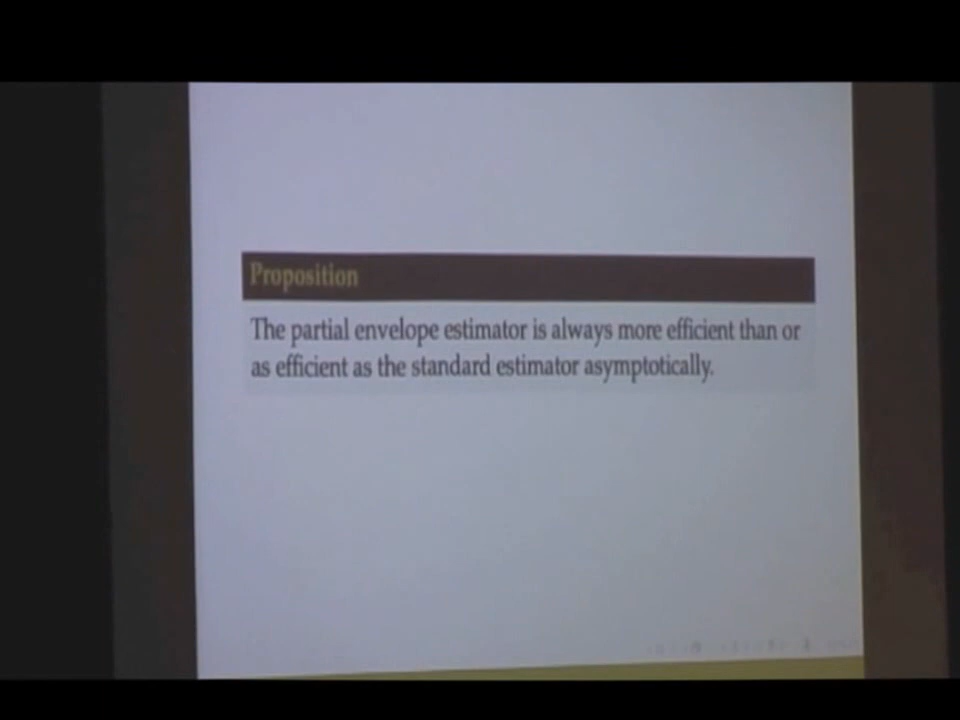 Proposition
The partial envelope estimator is always more efficient than or
as efficient as the standard estimator asymptotically.